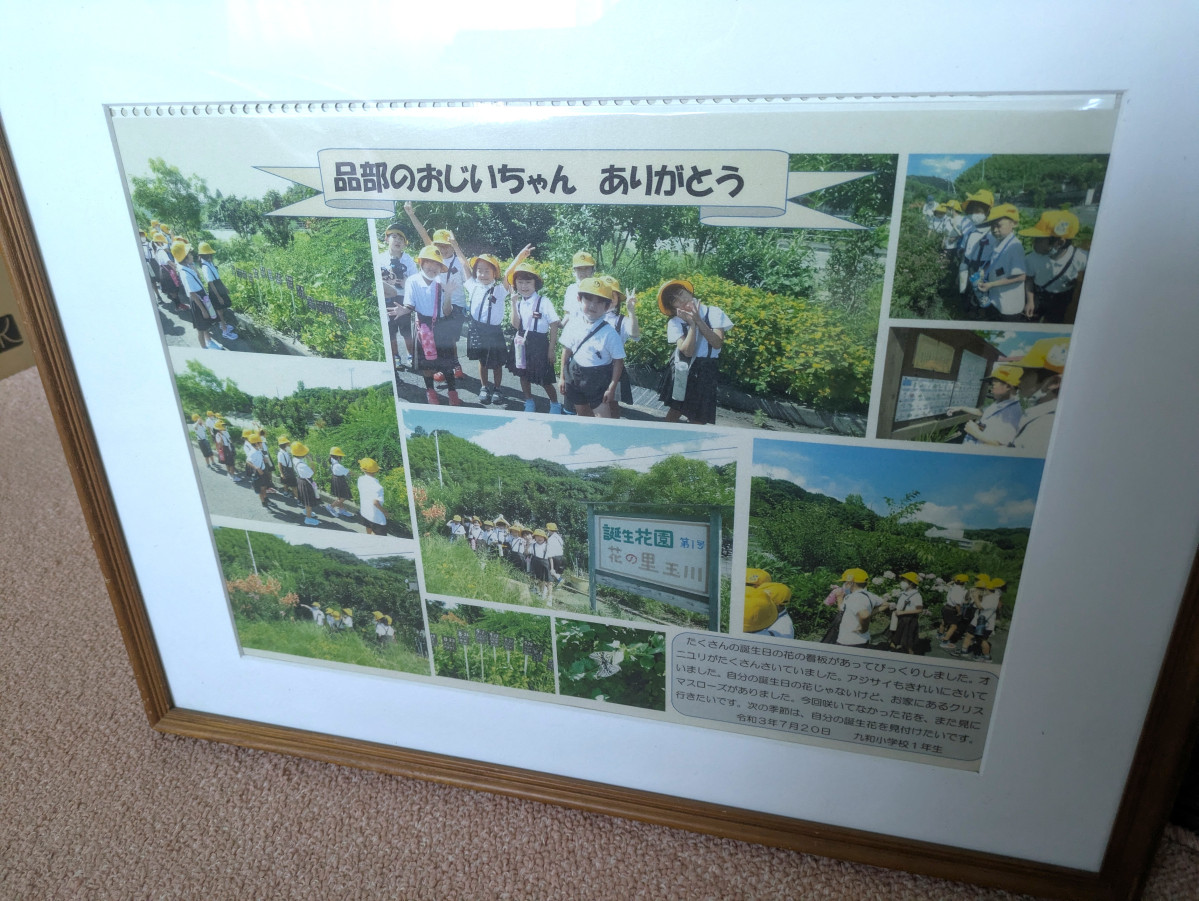 品部のおじいちゃん ありがとう
誕生花園 第1号
花の里 玉川
たくさんの誕生日の花の看板があってびっくりしました。オ
ニユリがたくさんさいていました。アジサイもきれいにさいて
いました。自分の誕生日の花じゃないけど、お家にあるクリス
マスローズがありました。今回咲いてなかった花を、また見に
行きたいです。次の季節は、自分の誕生花を見付けたいです。
令和3年7月20日 九和小学校1年生